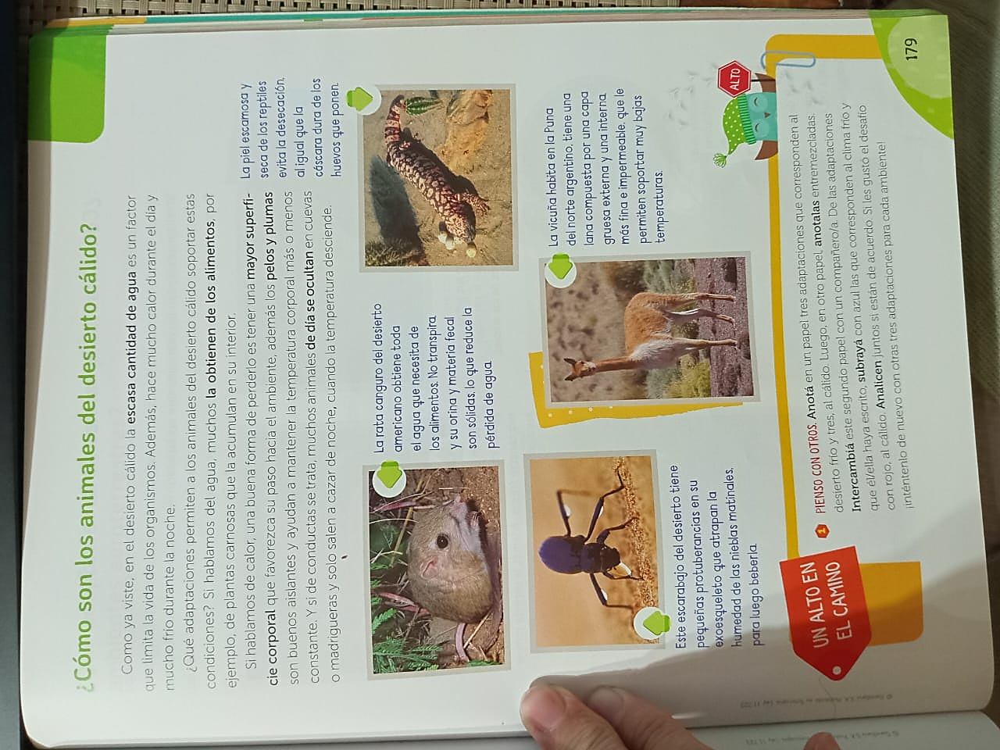 ¿Cómo son los animales del desierto cálido?
Como ya viste, en el desierto cálido la escasa cantidad de agua es un factor
que limita la vida de los organismos. Además, hace mucho calor durante el día y
mucho frío durante la noche.
¿Qué adaptaciones permiten a los animales del desierto cálido soportar estas
condiciones? Si hablamos del agua, muchos la obtienen de los alimentos, por
ejemplo, de plantas carnosas que la acumulan en su interior.
Si hablamos de calor, una buena forma de perderlo es tener una mayor superfi-
cie corporal que favorezca su paso hacia el ambiente, además los pelos y plumas
son buenos aislantes y ayudan a mantener la temperatura corporal más o menos
constante. Y si de conductas se trata, muchos animales de día se ocultan en cuevas
o madrigueras y solo salen a cazar de noche, cuando la temperatura desciende.
La piel escamosa y
seca de los reptiles
evita la desecación,
al igual que la
cáscara dura de los
huevos que ponen.
La rata canguro del desierto
americano obtiene toda
el agua que necesita de
los alimentos. No transpira,
y su orina y materia fecal
son sólidas, lo que reduce la
pérdida de agua.
La vicuña habita en la Puna
del norte argentino, tiene una
lana compuesta por una capa
gruesa externa y una interna,
más fina e impermeable, que le
permiten soportar muy bajas
temperaturas.
Este escarabajo del desierto tiene
pequeñas protuberancias en su
exoesqueleto que atrapan la
humedad de las nieblas matinales,
para luego beberla.
ALTO
UN ALTO EN
EL CAMINO
1 PIENSO CON OTROS. Anotá en un papel tres adaptaciones que corresponden al
desierto frío y tres, al cálido. Luego, en otro papel, anotalas entremezcladas.
Intercambiá este segundo papel con un compañero/a. De las adaptaciones
que él/ella haya escrito, subrayá con azul las que corresponden al clima frío y
con rojo, al cálido. Analicen juntos si están de acuerdo. Si les gustó el desafío
¡inténtenlo de nuevo con otras tres adaptaciones para cada ambiente!
179